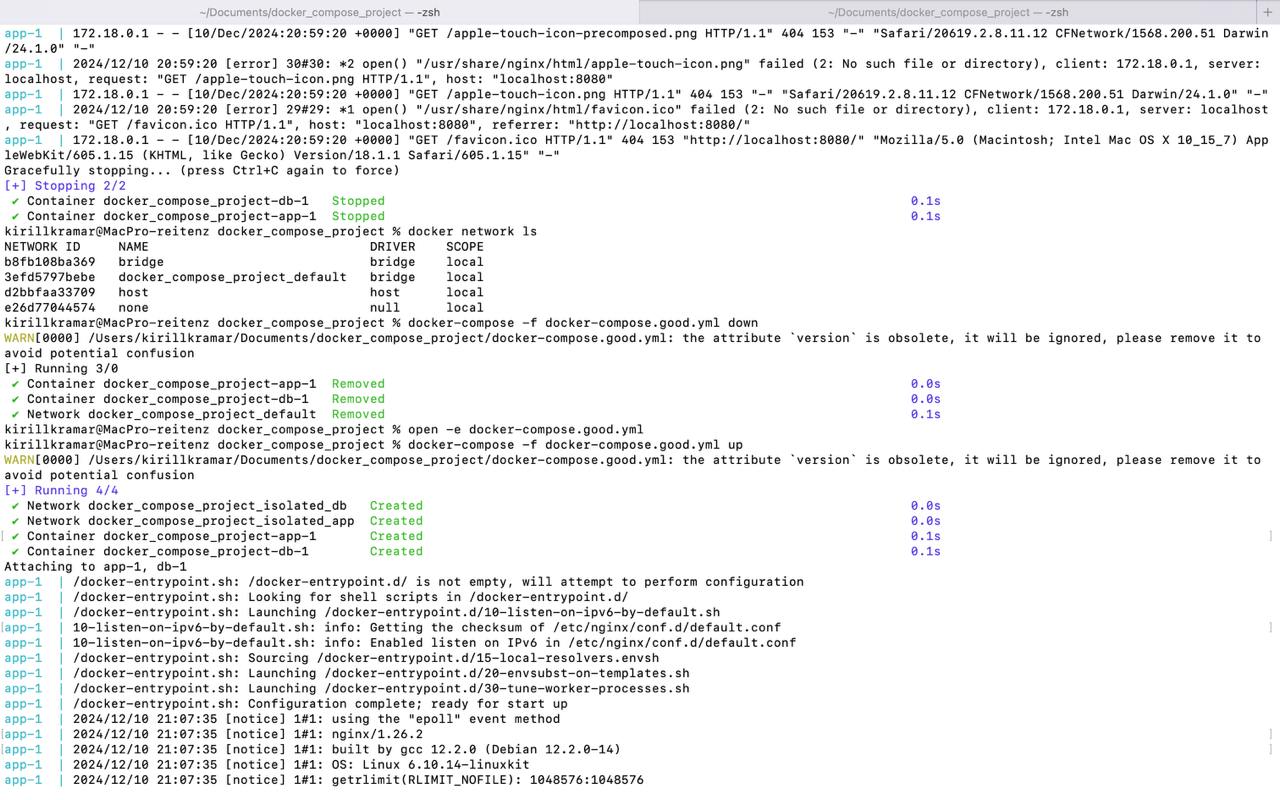 ~/Documents/docker_compose_project — -zsh
~/Documents/docker_compose_project — -zsh
+
app-1  | 172.18.0.1 - - [10/Dec/2024:20:59:20 +0000] "GET /apple-touch-icon-precomposed.png HTTP/1.1" 404 153 "-" "Safari/20619.2.8.11.12 CFNetwork/1568.200.51 Darwin
/24.1.0" "-"
app-1  | 2024/12/10 20:59:20 [error] 30#30: *2 open() "/usr/share/nginx/html/apple-touch-icon.png" failed (2: No such file or directory), client: 172.18.0.1, server:
localhost, request: "GET /apple-touch-icon.png HTTP/1.1", host: "localhost:8080"
app-1  | 172.18.0.1 - - [10/Dec/2024:20:59:20 +0000] "GET /apple-touch-icon.png HTTP/1.1" 404 153 "-" "Safari/20619.2.8.11.12 CFNetwork/1568.200.51 Darwin/24.1.0" "-"
app-1  | 2024/12/10 20:59:20 [error] 29#29: *1 open() "/usr/share/nginx/html/favicon.ico" failed (2: No such file or directory), client: 172.18.0.1, server: localhost
, request: "GET /favicon.ico HTTP/1.1", host: "localhost:8080", referrer: "http://localhost:8080/"
app-1  | 172.18.0.1 - - [10/Dec/2024:20:59:20 +0000] "GET /favicon.ico HTTP/1.1" 404 153 "http://localhost:8080/" "Mozilla/5.0 (Macintosh; Intel Mac OS X 10_15_7) App
leWebKit/605.1.15 (KHTML, like Gecko) Version/18.1.1 Safari/605.1.15" "-"
Gracefully stopping... (press Ctrl+C again to force)
[+] Stopping 2/2
✔ Container docker_compose_project-db-1   Stopped 0.1s
✔ Container docker_compose_project-app-1  Stopped 0.1s
kirillkramar@MacPro-reitenz docker_compose_project % docker network ls
NETWORK ID     NAME                             DRIVER    SCOPE
b8fb108ba369   bridge                           bridge    local
3efd5797bebe   docker_compose_project_default   bridge    local
d2bbfaa33709   host                             host      local
e26d77044574   none                             null      local
kirillkramar@MacPro-reitenz docker_compose_project % docker-compose -f docker-compose.good.yml down
WARN[0000] /Users/kirillkramar/Documents/docker_compose_project/docker-compose.good.yml: the attribute `version` is obsolete, it will be ignored, please remove it to
avoid potential confusion
[+] Running 3/0
✔ Container docker_compose_project-app-1  Removed 0.0s
✔ Container docker_compose_project-db-1   Removed 0.0s
✔ Network docker_compose_project_default  Removed 0.1s
kirillkramar@MacPro-reitenz docker_compose_project % open -e docker-compose.good.yml
kirillkramar@MacPro-reitenz docker_compose_project % docker-compose -f docker-compose.good.yml up
WARN[0000] /Users/kirillkramar/Documents/docker_compose_project/docker-compose.good.yml: the attribute `version` is obsolete, it will be ignored, please remove it to
avoid potential confusion
[+] Running 4/4
✔ Network docker_compose_project_isolated_db   Created 0.0s
✔ Network docker_compose_project_isolated_app  Created 0.0s
✔ Container docker_compose_project-app-1       Created 0.1s
✔ Container docker_compose_project-db-1        Created 0.1s
Attaching to app-1, db-1
app-1  | /docker-entrypoint.sh: /docker-entrypoint.d/ is not empty, will attempt to perform configuration
app-1  | /docker-entrypoint.sh: Looking for shell scripts in /docker-entrypoint.d/
app-1  | /docker-entrypoint.sh: Launching /docker-entrypoint.d/10-listen-on-ipv6-by-default.sh
app-1  | 10-listen-on-ipv6-by-default.sh: info: Getting the checksum of /etc/nginx/conf.d/default.conf
app-1  | 10-listen-on-ipv6-by-default.sh: info: Enabled listen on IPv6 in /etc/nginx/conf.d/default.conf
app-1  | /docker-entrypoint.sh: Sourcing /docker-entrypoint.d/15-local-resolvers.envsh
app-1  | /docker-entrypoint.sh: Launching /docker-entrypoint.d/20-envsubst-on-templates.sh
app-1  | /docker-entrypoint.sh: Launching /docker-entrypoint.d/30-tune-worker-processes.sh
app-1  | /docker-entrypoint.sh: Configuration complete; ready for start up
app-1  | 2024/12/10 21:07:35 [notice] 1#1: using the "epoll" event method
app-1  | 2024/12/10 21:07:35 [notice] 1#1: nginx/1.26.2
app-1  | 2024/12/10 21:07:35 [notice] 1#1: built by gcc 12.2.0 (Debian 12.2.0-14)
app-1  | 2024/12/10 21:07:35 [notice] 1#1: OS: Linux 6.10.14-linuxkit
app-1  | 2024/12/10 21:07:35 [notice] 1#1: getrlimit(RLIMIT_NOFILE): 1048576:1048576